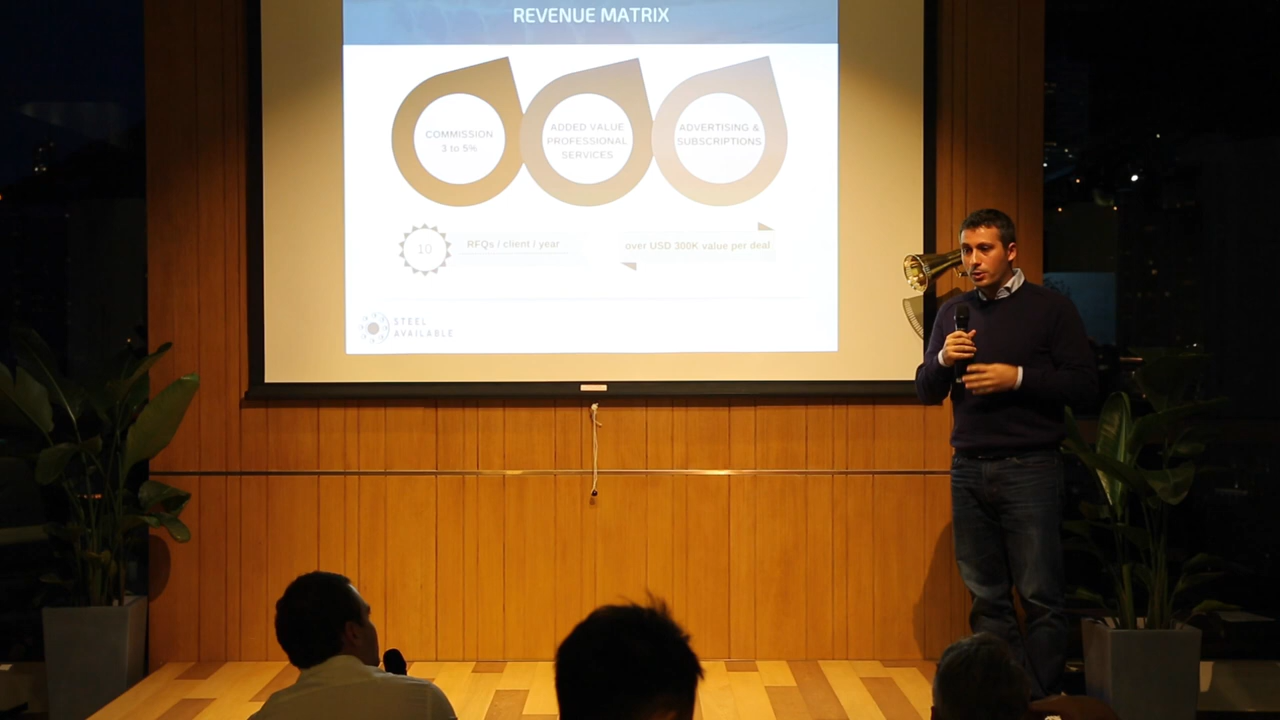 REVENUE MATRIX
COMMISSION
3 to 5%
ADDED VALUE
PROFESSIONAL
SERVICES
ADVERTISING &
SUBSCRIPTIONS
10
RFQs / client / year
over USD 300K value per deal
STEEL
AVAILABLE